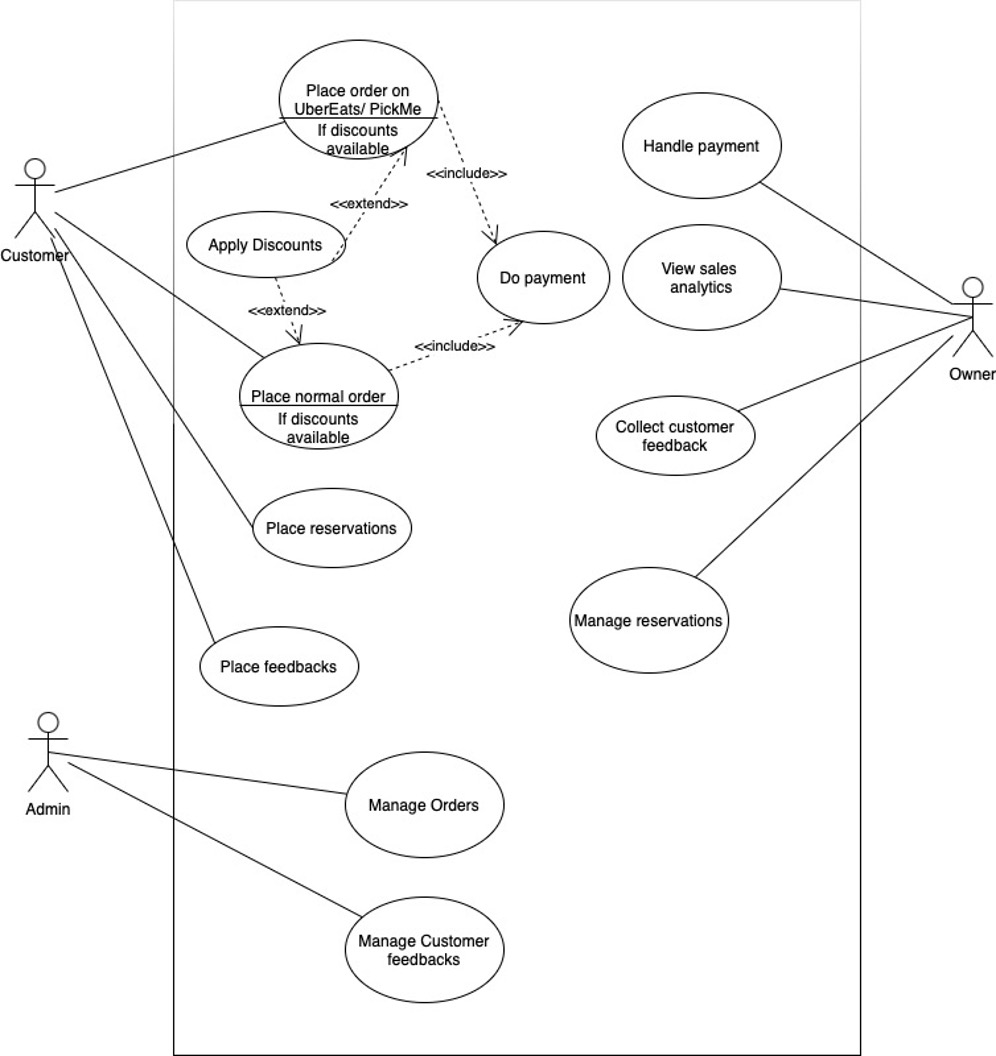 Place order on
UberEats/ PickMe
If discounts
available
Handle payment
<<include>>
<<extend>>
Customer
Apply Discounts
Do payment
View sales
analytics
<<extend>>
<<include>>
Owner
Place normal order
If discounts
available
Collect customer
feedback
Place reservations
Manage reservations
Place feedbacks
Admin
Manage Orders
Manage Customer
feedbacks